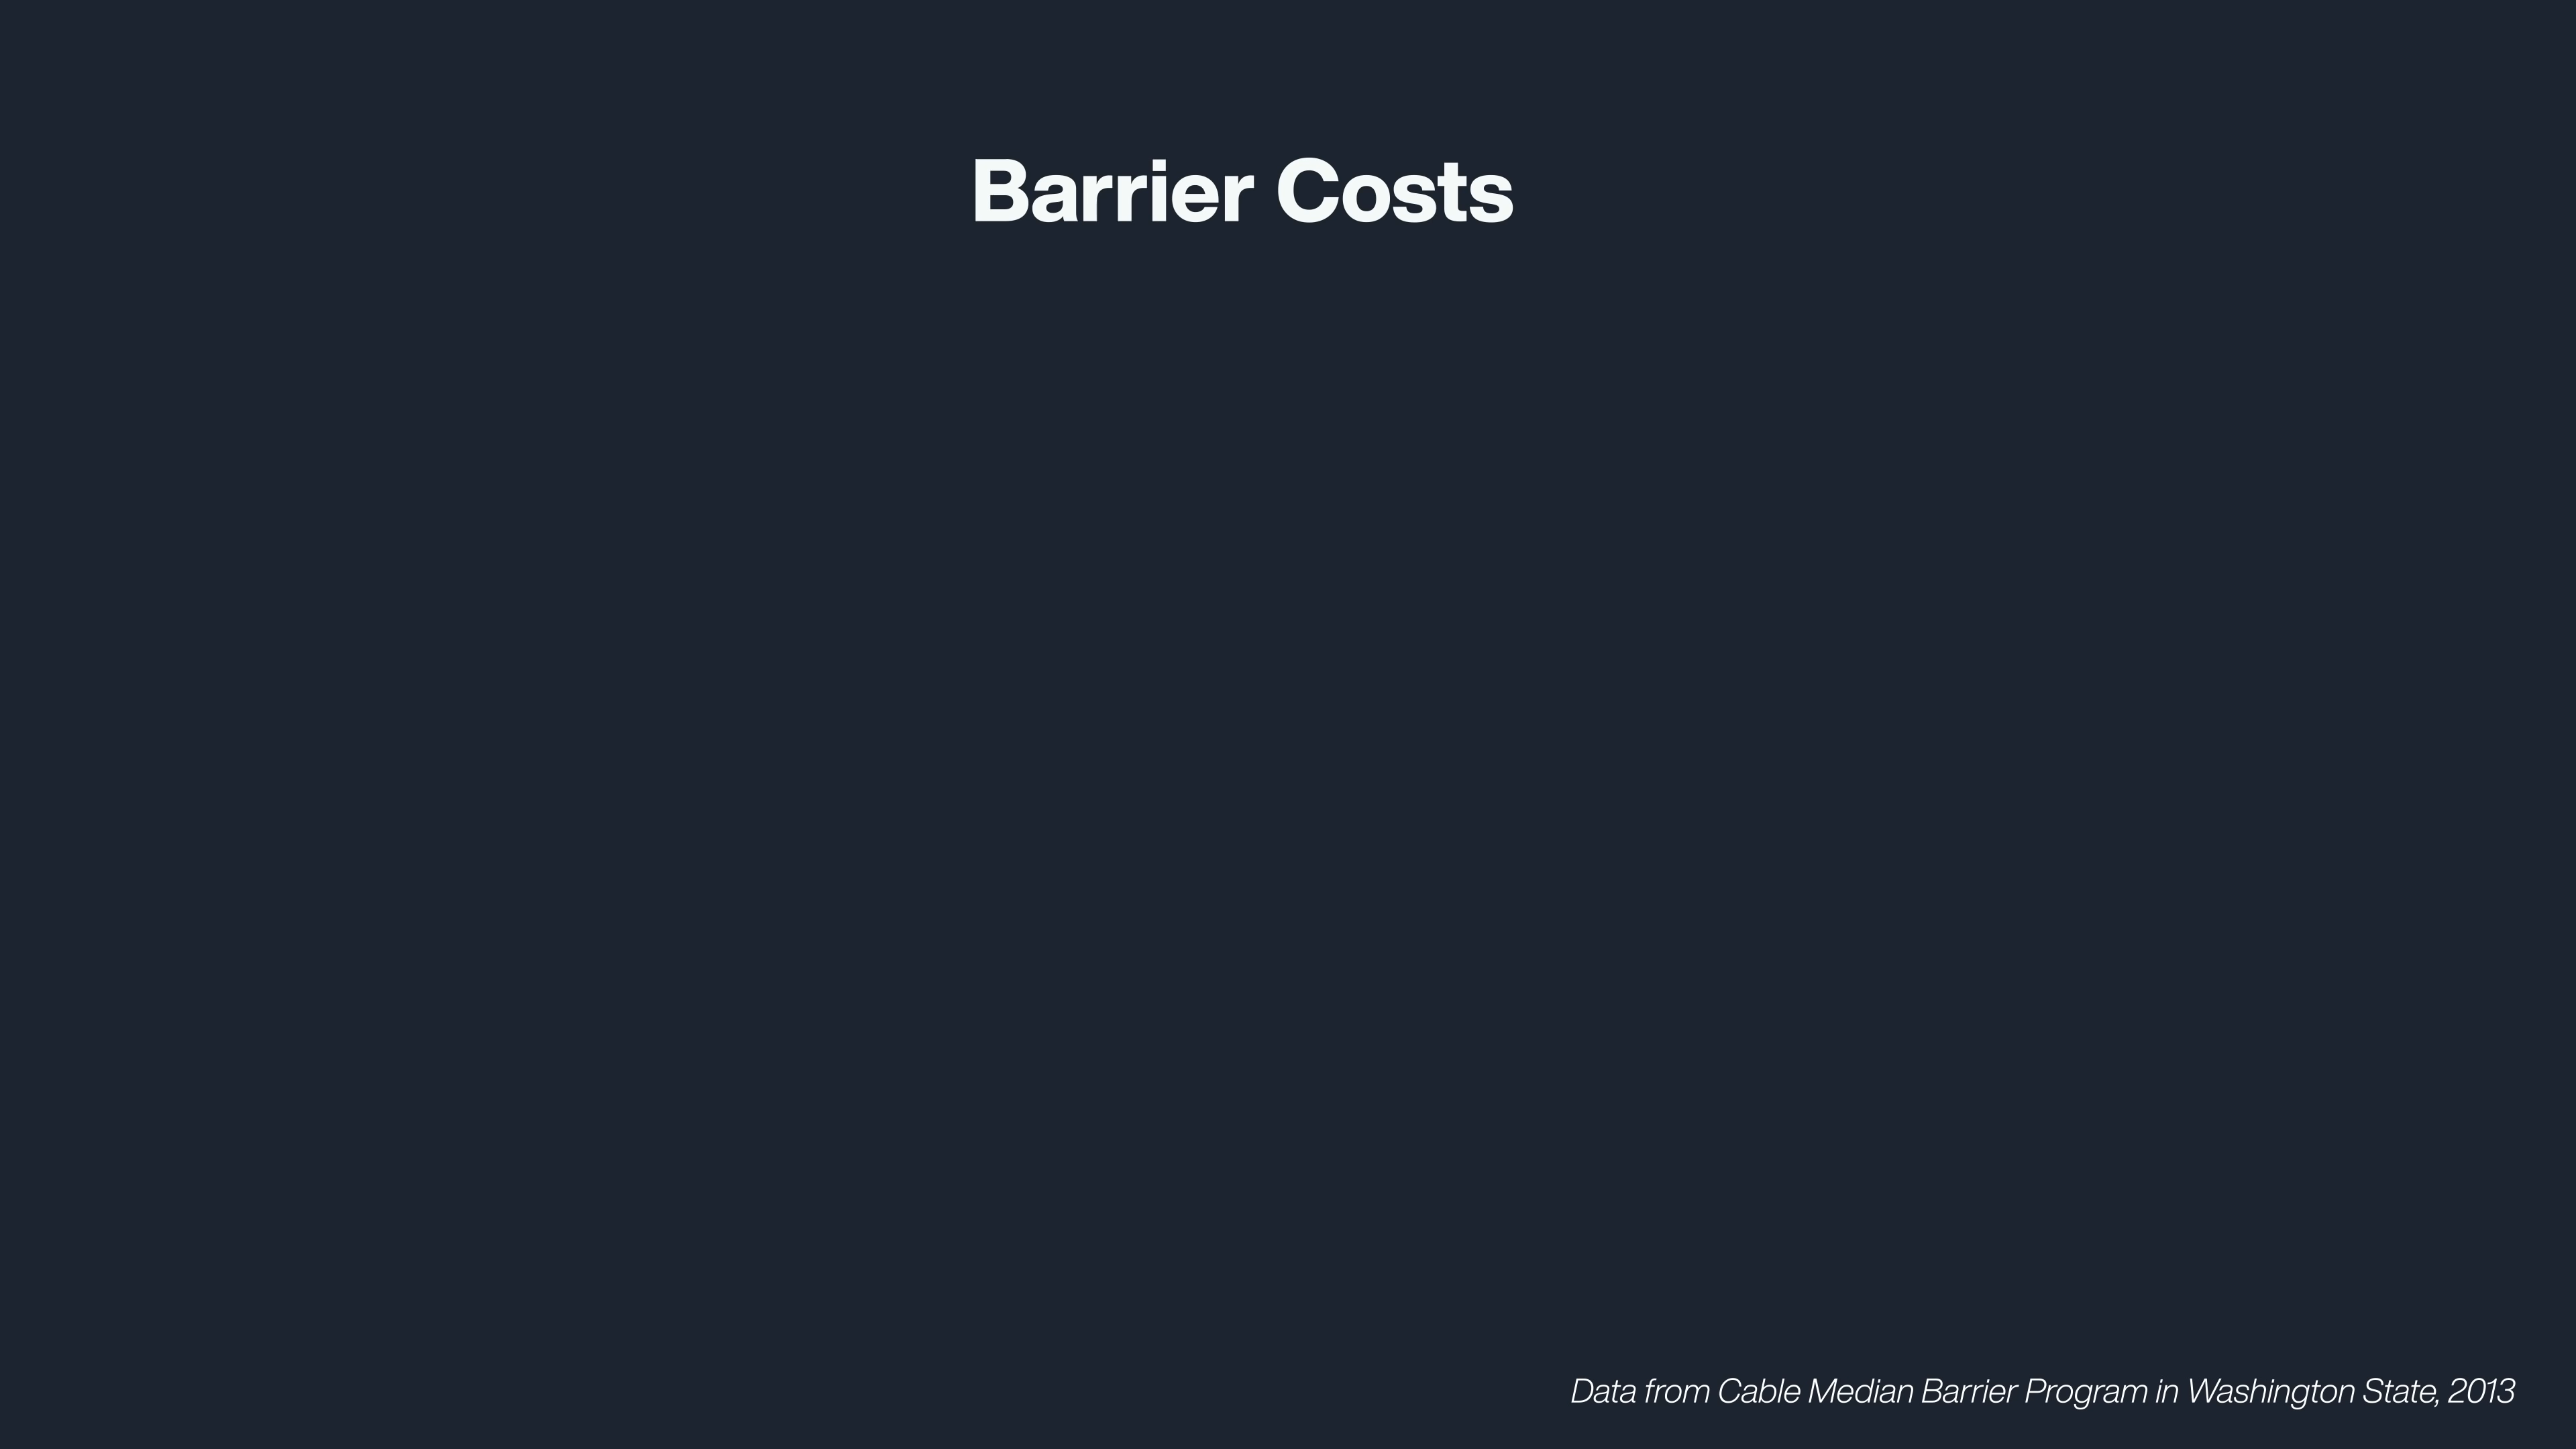 Barrier Costs
Data from Cable Median Barrier Program in Washington State, 2013